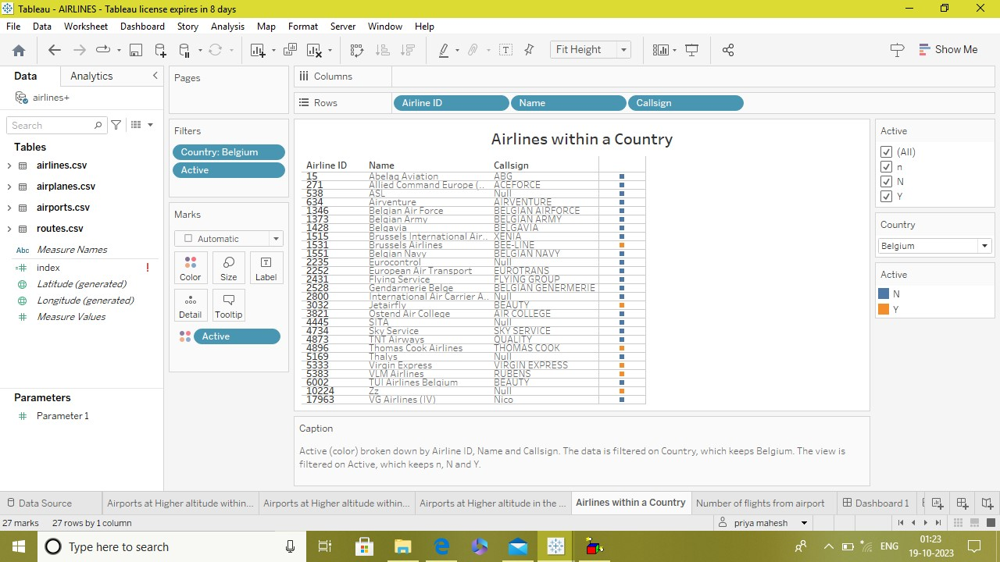 Tableau - AIRLINES - Tableau license expires in 8 days
File Data Worksheet Dashboard Story Analysis Map Format Server Window Help
Fit Height
Show Me
Data Analytics
airlines+
Search
Tables
airlines.csv
airplanes.csv
airports.csv
routes.csv
Abc Measure Names
index !
Latitude (generated)
Longitude (generated)
Measure Values
Parameters
Parameter 1
Pages
Filters
Country: Belgium
Active
Marks
Automatic
Color Size Label
Detail Tooltip
Active
Columns
Rows Airline ID Name Callsign
Airlines within a Country
Airline ID Name Callsign
15 Abelag Aviation ABG
271 Allied Command Europe (.. ACEFORCE
538 ASL Null
634 Airventure AIRVENTURE
1346 Belgian Air Force BELGIAN AIRFORCE
1373 Belgian Army BELGIAN ARMY
1428 Belgavia BELGAVIA
1515 Brussels International Air.. XENIA
1531 Brussels Airlines BEE-LINE
1551 Belgian Navy BELGIAN NAVY
2235 Eurocontrol Null
2252 European Air Transport EUROTRANS
2431 Flying Service FLYING GROUP
2528 Gendarmerie Belge BELGIAN GENERMERIE
2800 International Air Carrier A.. Null
3032 Jetairfly BEAUTY
3821 Ostend Air College AIR COLLEGE
4445 SITA Null
4734 Sky Service SKY SERVICE
4873 TNT Airways QUALITY
4896 Thomas Cook Airlines THOMAS COOK
5169 Thalys Null
5333 Virgin Express VIRGIN EXPRESS
5383 VLM Airlines RUBENS
6002 TUI Airlines Belgium BEAUTY
10224 Zz Null
17963 VG Airlines (IV) Nico
Caption
Active (color) broken down by Airline ID, Name and Callsign. The data is filtered on Country, which keeps Belgium. The view is
filtered on Active, which keeps n, N and Y.
Active
(All)
n
N
Y
Country
Belgium
Active
N
Y
Data Source Airports at Higher altitude within... Airports at Higher altitude within... Airports at Higher altitude in the ... Airlines within a Country Number of flights from airport Dashboard 1
27 marks 27 rows by 1 column priya mahesh
Type here to search
ENG
01:23
19-10-2023